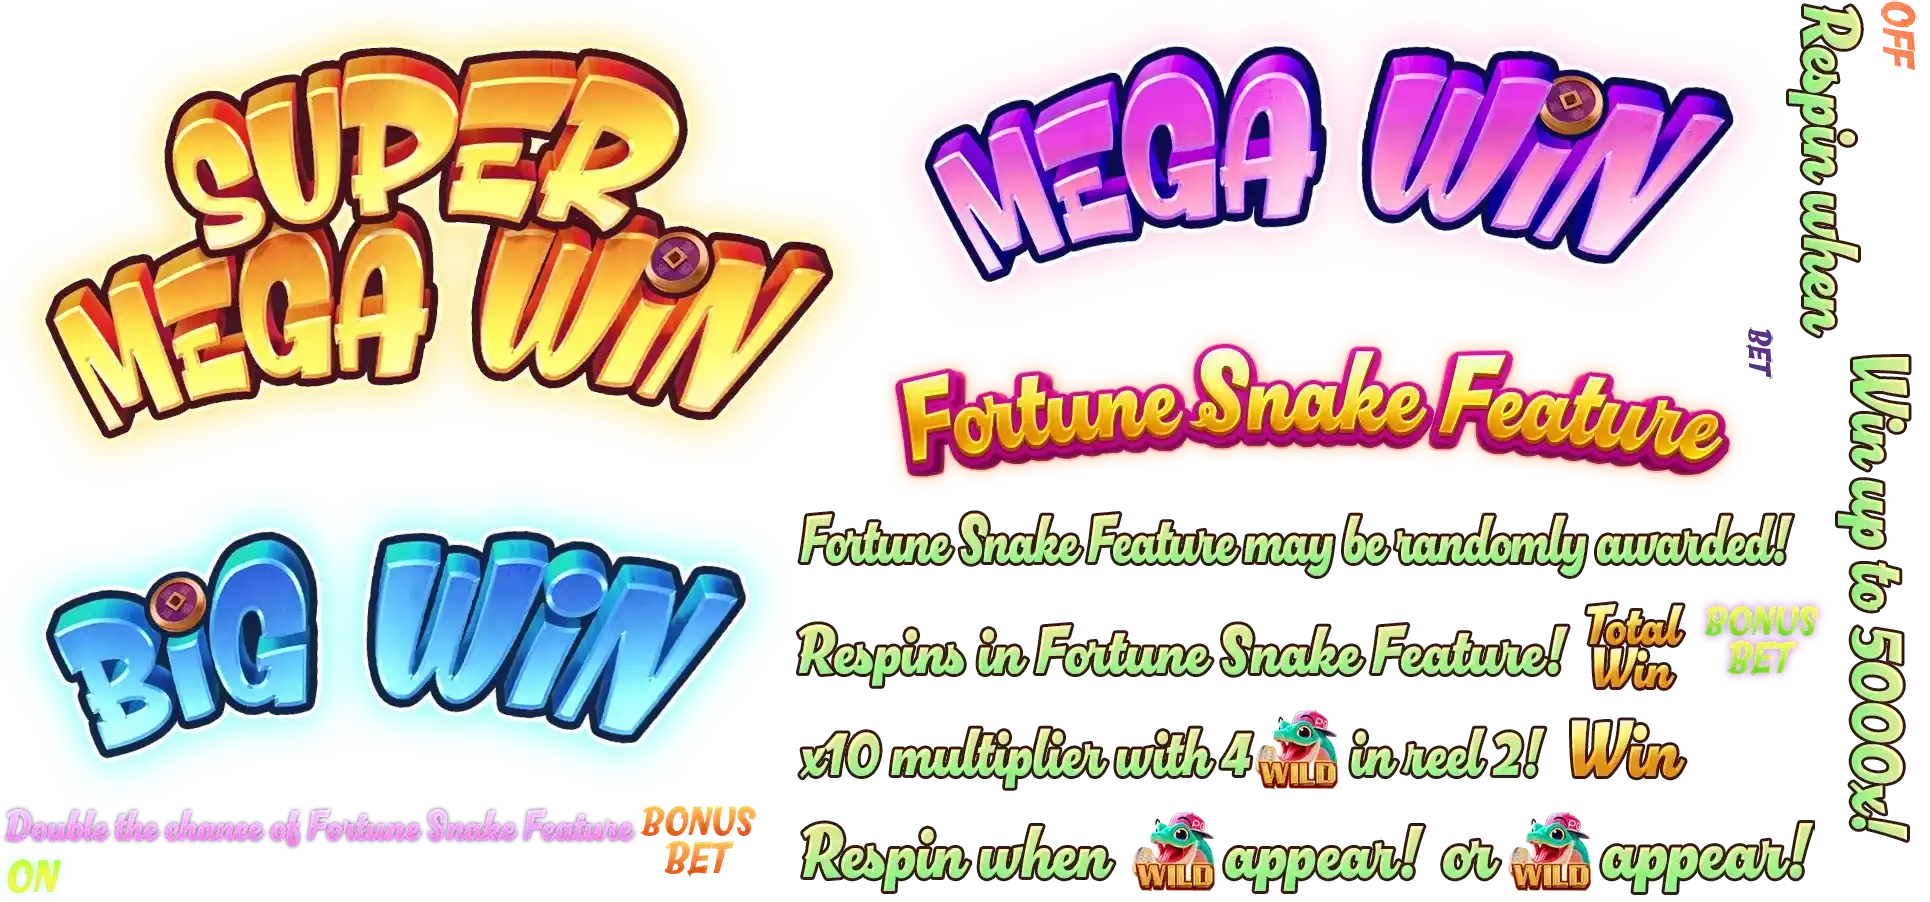 SUPER
MEGA WiN
MEGA WiN
Fortune Snake Feature
BiG WiN
Fortune Snake Feature may be randomly awarded!
Respins in Fortune Snake Feature!
Total
Win
BONUS
BET
x10 multiplier with 4 WILD in reel 2!
Win
Respin when WILD appear! or WILD appear!
Double the chance of Fortune Snake Feature
ON
BONUS
BET
OFF
Respin when
BET
Win up to 5000x!